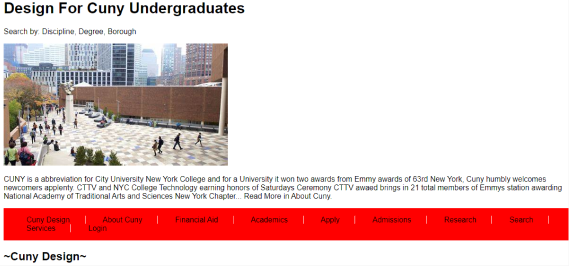 Design For Cuny Undergraduates
Search by: Discipline, Degree, Borough
CUNY is a abbreviation for City University New York College and for a University it won two awards from Emmy awards of 63rd New York, Cuny humbly welcomes
newcomers applenty. CTTV and NYC College Technology earning honors of Saturdays Ceremony CTTV awaed brings in 21 total members of Emmys station awarding
National Academy of Traditional Arts and Sciences New York Chapter... Read More in About Cuny.
Cuny Design | About Cuny | Financial Aid | Academics | Apply | Admissions | Research | Search |
Services | Login
~Cuny Design~